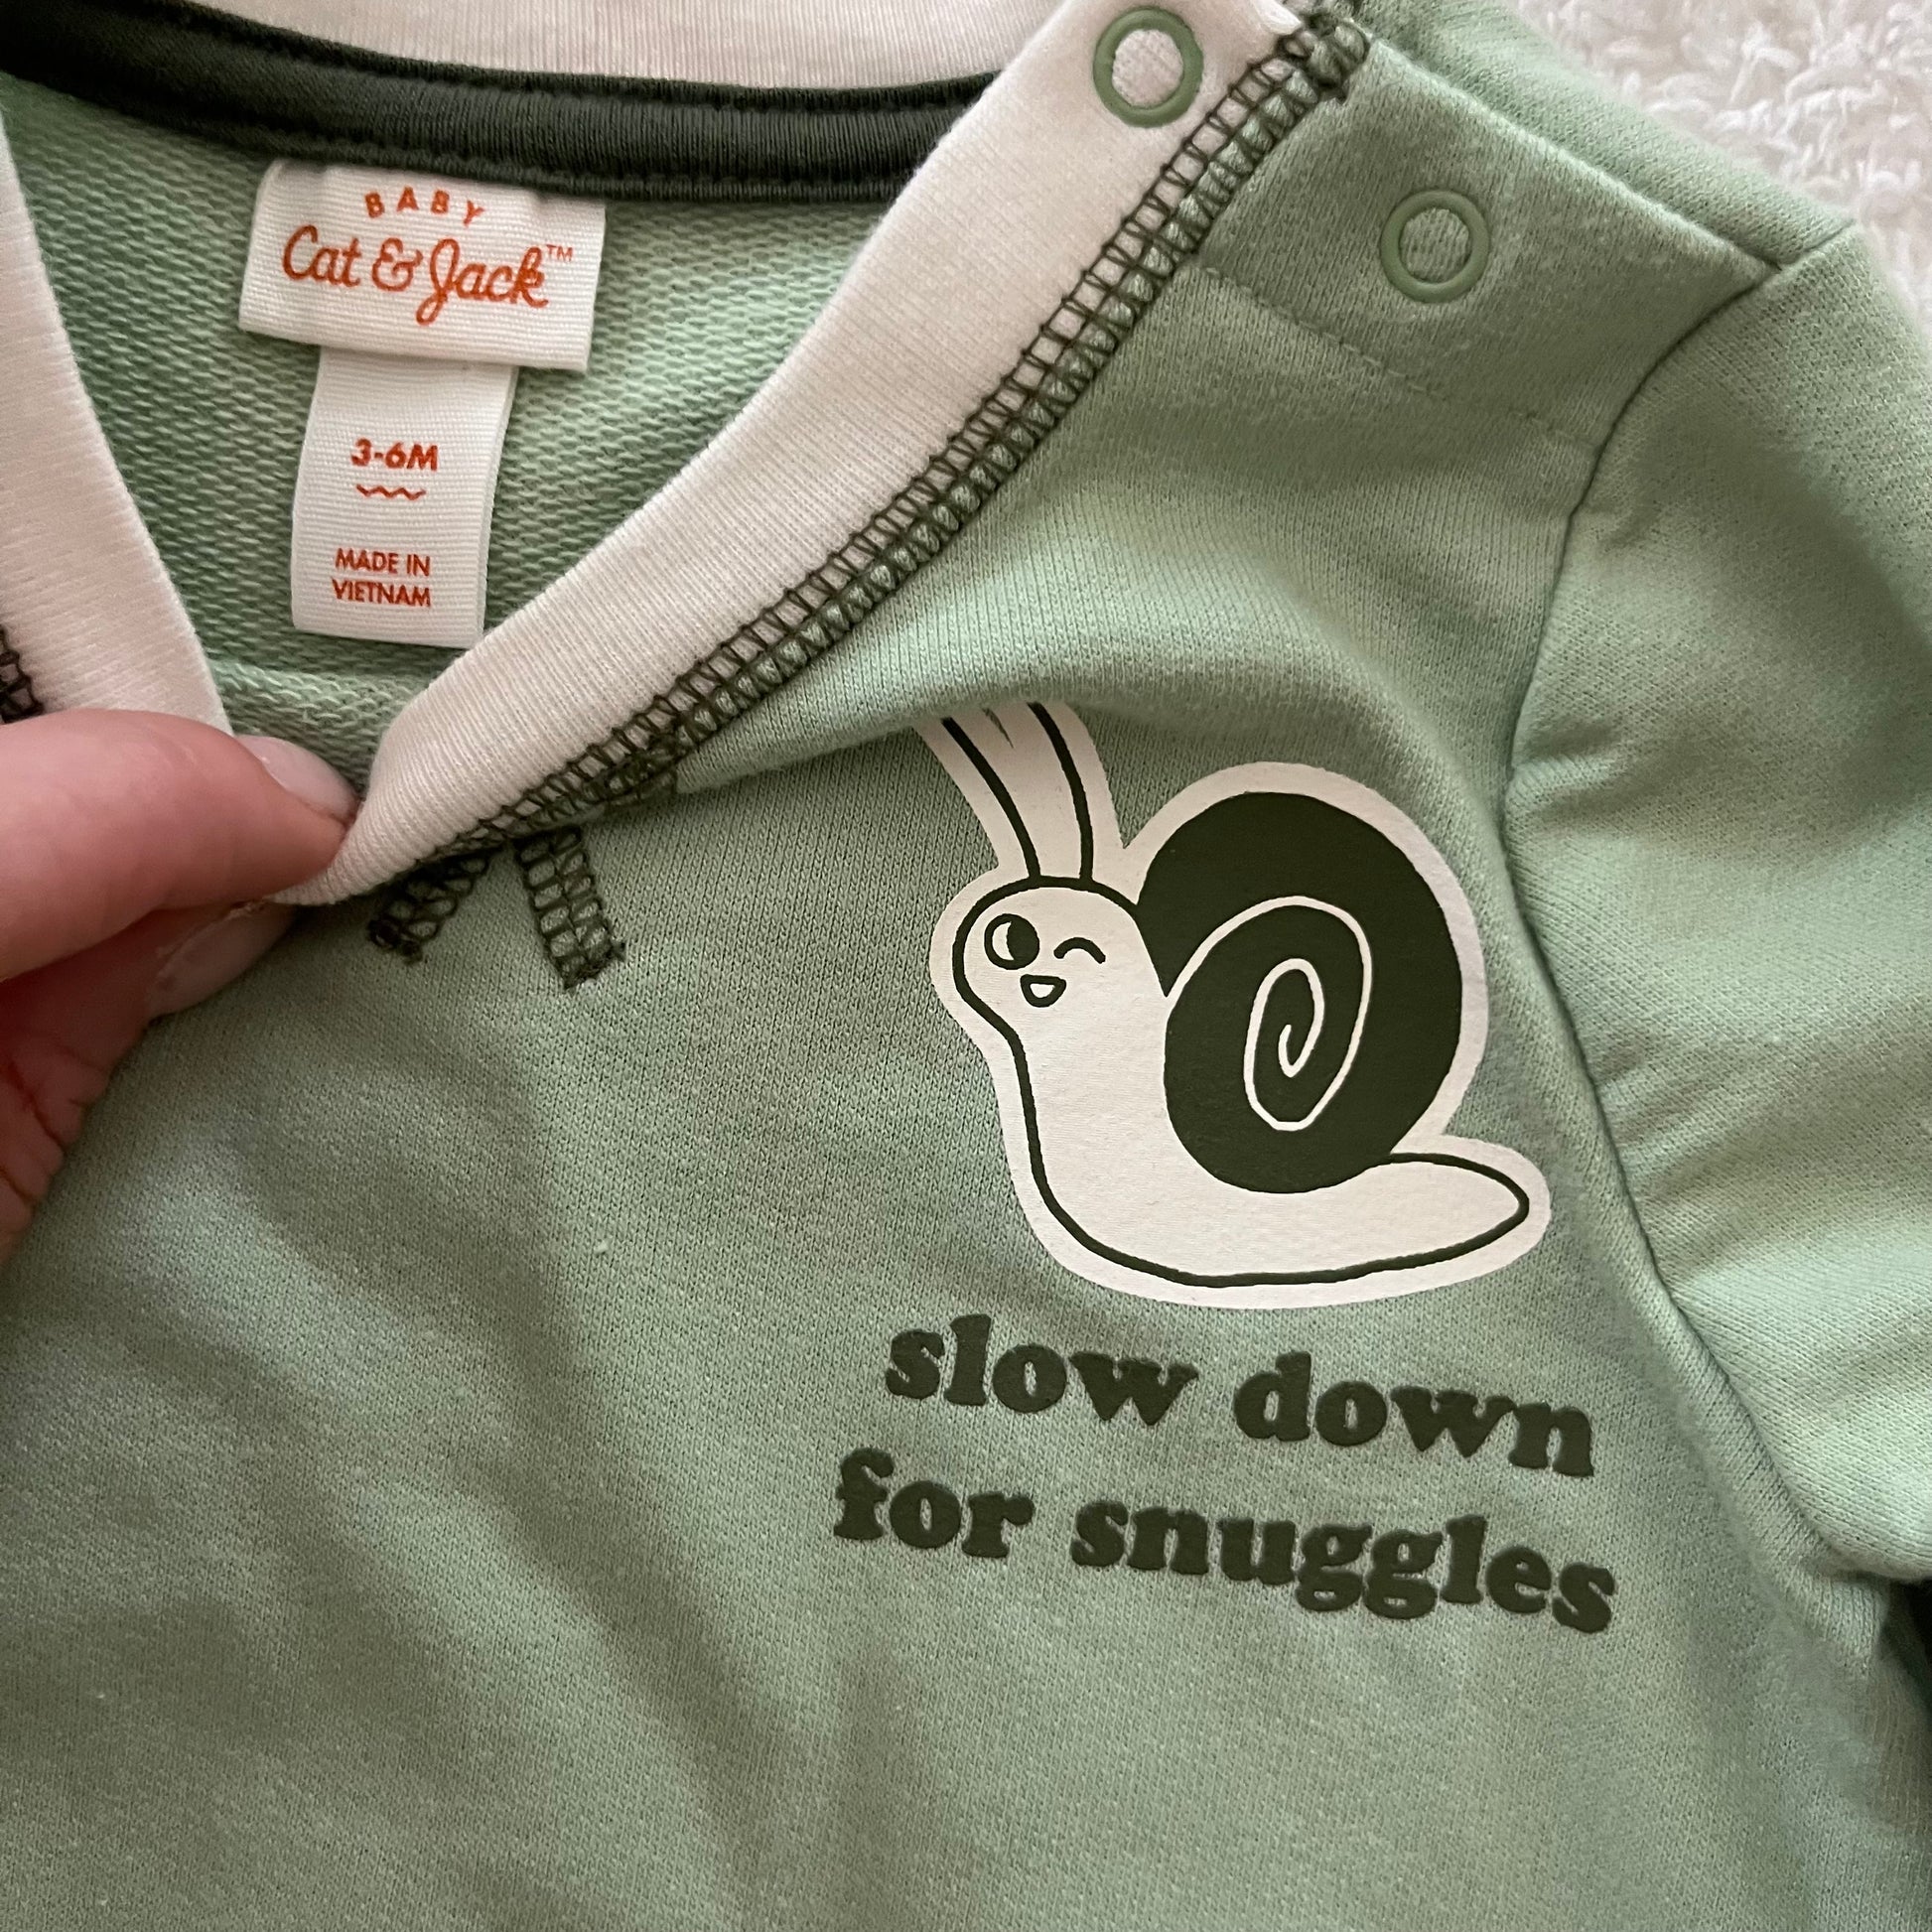 BABY
Cat & Jack™
3-6M
MADE IN
VIETNAM
slow down
for snuggles